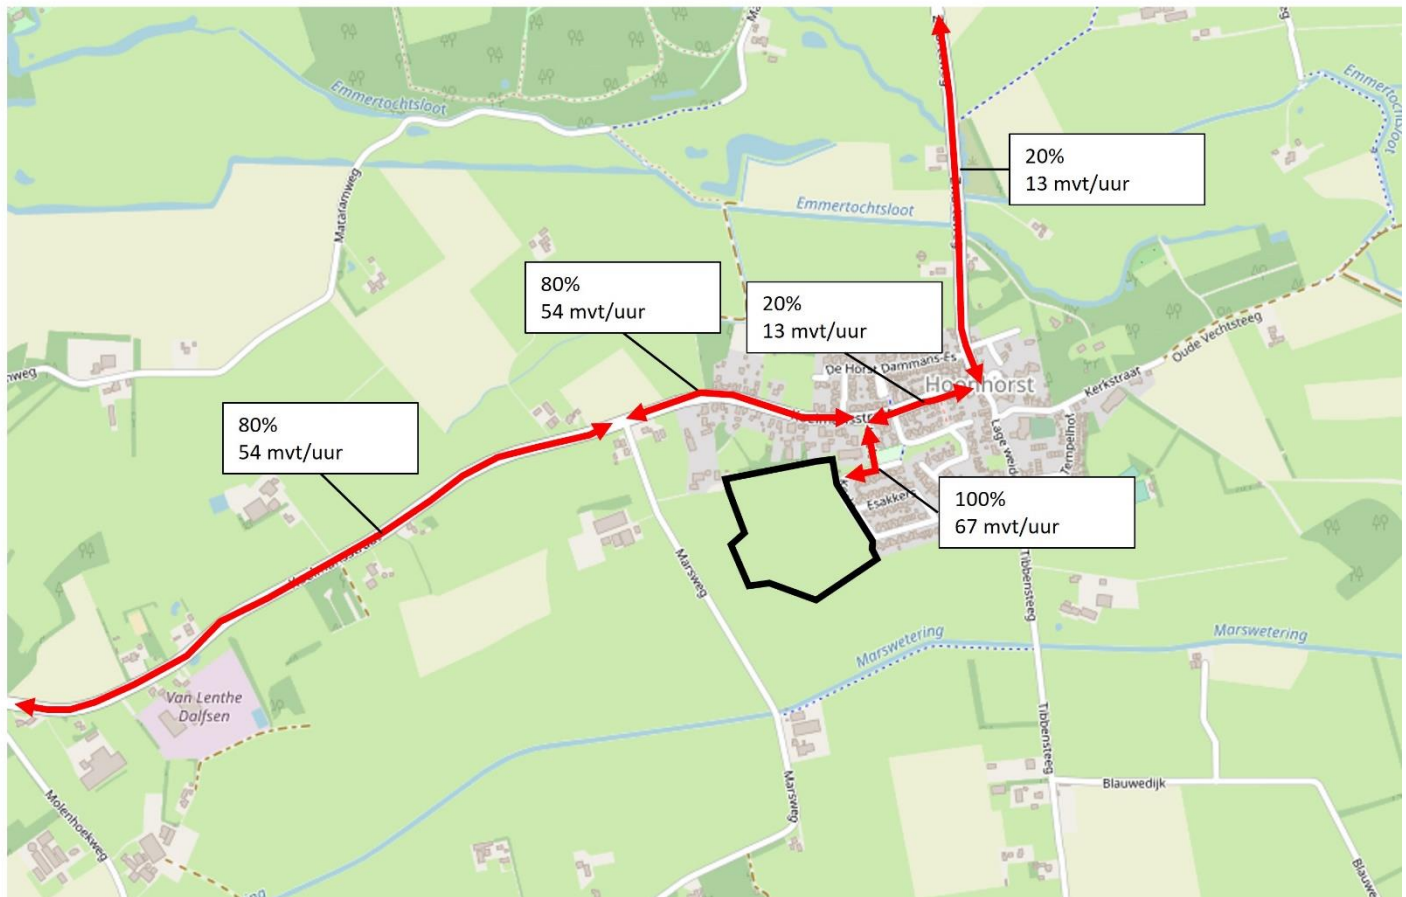 Emmertochtsloot
Emmertochtsloot
Mataramweg
20%
13 mvt/uur
Emmertochtsloot
80%
54 mvt/uur
20%
13 mvt/uur
Oude Vechtsteeg
De Horst Dammans-Es
Hoonhorst
Kerkstraat
80%
54 mvt/uur
Tempelhof
Esakkers
100%
67 mvt/uur
Marsweg
Tibbensteeg
Marswetering
Marswetering
Van Lenthe
Dalfsen
Tibbensteeg
Blauwedijk
Marsweg
Molenhoekweg